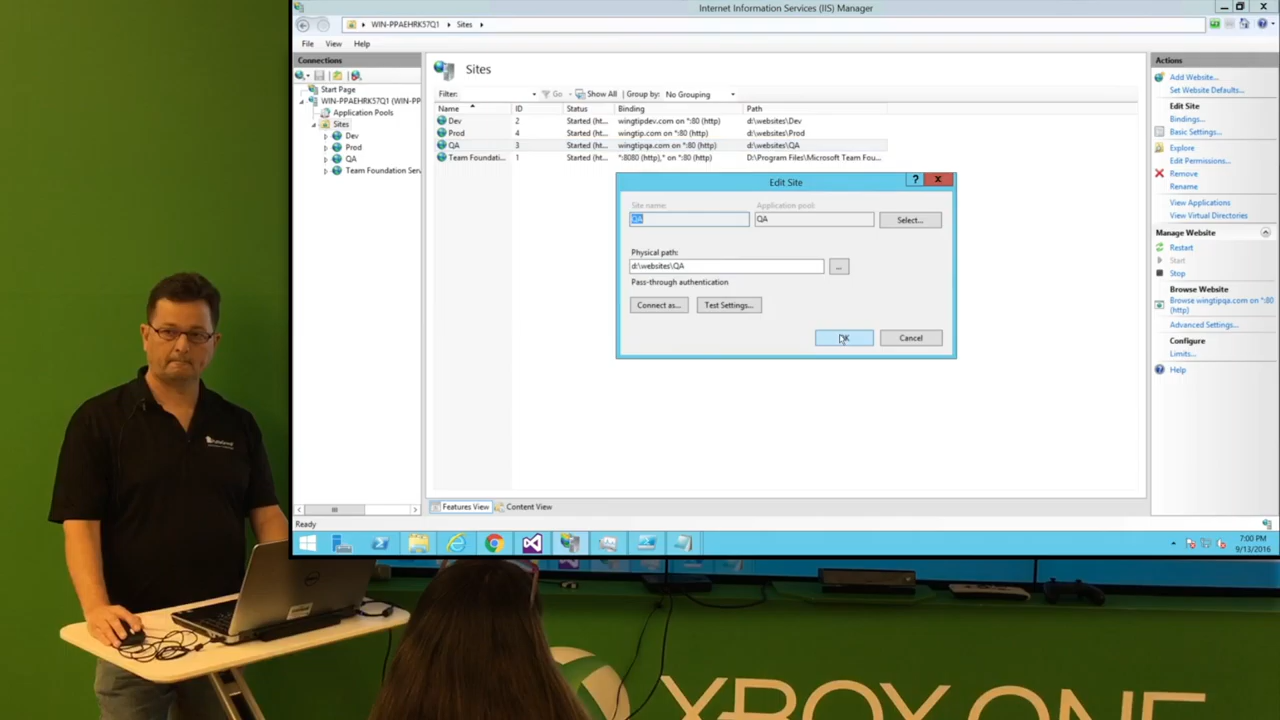 Internet Information Services (IIS) Manager
WIN-PPAEHRK57Q1 Sites
File View Help
Connections
Start Page
WIN-PPAEHRK57Q1 (WIN-PP
Application Pools
Sites
Dev
Prod
QA
Team Foundation Serv
Sites
Filter: Go Show All Group by: No Grouping
Name ID Status Binding Path
Dev 2 Started (ht... wingtipdev.com on *:80 (http) d:\websites\Dev
Prod 4 Started (ht... wingtip.com on *:80 (http) d:\websites\Prod
QA 3 Started (ht... wingtipqa.com on *:80 (http) d:\websites\QA
Team Foundati... 1 Started (ht... *:8080 (http),* on *:80 (http) D:\Program Files\Microsoft Team Fou...
Edit Site
Site name: Application pool:
QA QA Select...
Physical path:
d:\websites\QA ...
Pass-through authentication
Connect as... Test Settings...
OK Cancel
Features View Content View
Ready
Actions
Add Website...
Set Website Defaults...
Edit Site
Bindings...
Basic Settings...
Explore
Edit Permissions...
Remove
Rename
View Applications
View Virtual Directories
Manage Website
Restart
Start
Stop
Browse Website
Browse wingtipqa.com on *:80
(http)
Advanced Settings...
Configure
Limits...
Help
7:00 PM
9/13/2016
DELL
XBOX ONE